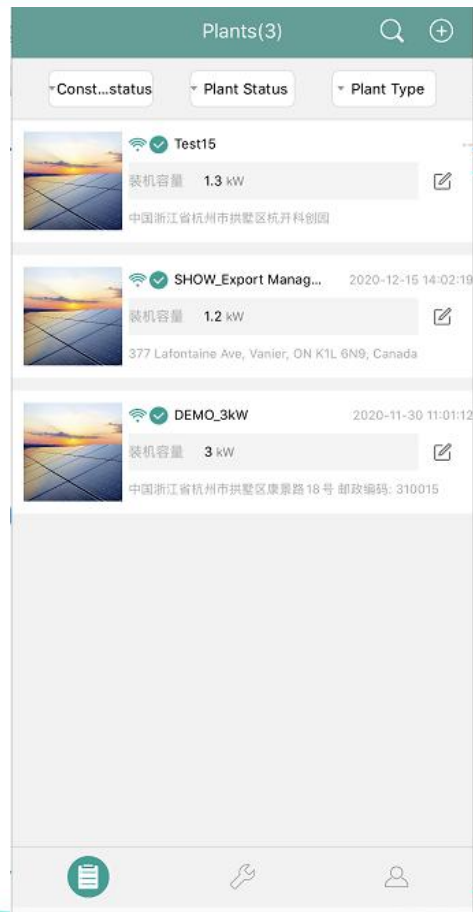 Plants(3)
Const...status Plant Status Plant Type
Test15 --
装机容量 1.3 kW
中国浙江省杭州市拱墅区杭开科创园
SHOW_Export Manag... 2020-12-15 14:02:19
装机容量 1.2 kW
377 Lafontaine Ave, Vanier, ON K1L 6N9, Canada
DEMO_3kW 2020-11-30 11:01:12
装机容量 3 kW
中国浙江省杭州市拱墅区康景路18号 邮政编码: 310015